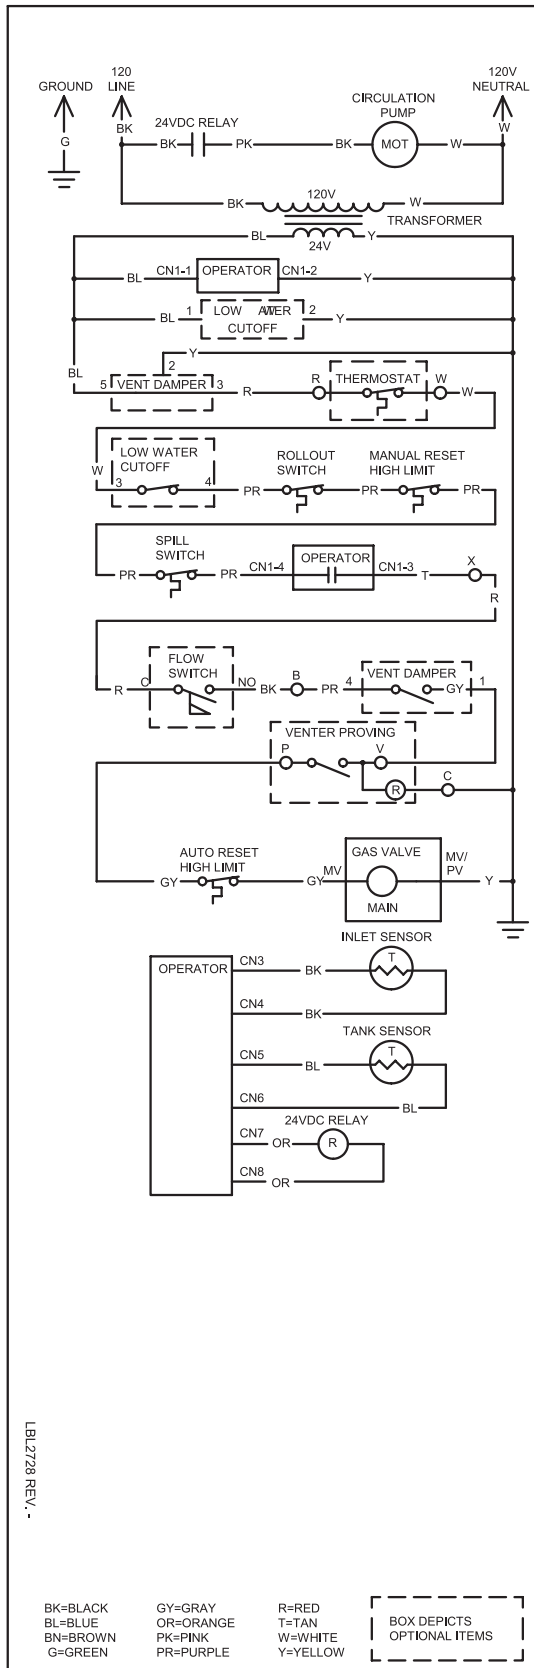 GROUND
120
LINE
120V
NEUTRAL
CIRCULATION
PUMP
24VDC RELAY
BK
W
G
BK PK BK MOT W
120V
BK W
TRANSFORMER
BL Y
24V
BL CN1-1 OPERATOR CN1-2 Y
BL 1 LOW WATER 2 Y
CUTOFF
Y
2
BL
5 VENT DAMPER 3 R R THERMOSTAT W W
LOW WATER
CUTOFF
ROLLOUT
SWITCH
MANUAL RESET
HIGH LIMIT
W
3 4 PR PR PR
SPILL
SWITCH
OPERATOR
X
PR PR CN1-4 CN1-3 T
R
FLOW
SWITCH
B
VENT DAMPER
R C NO BK PR 4 GY 1
VENTER PROVING
P V
R C
AUTO RESET
HIGH LIMIT
GAS VALVE
MV
MV/
PV
GY GY Y
MAIN
INLET SENSOR
OPERATOR
CN3 BK T
CN4 BK
TANK SENSOR
CN5 BL T
CN6 BL
24VDC RELAY
CN7 OR R
CN8 OR
LBL2728 REV. -
BK=BLACK GY=GRAY R=RED
BL=BLUE OR=ORANGE T=TAN
BN=BROWN PK=PINK W=WHITE
G=GREEN PR=PURPLE Y=YELLOW
BOX DEPICTS
OPTIONAL ITEMS